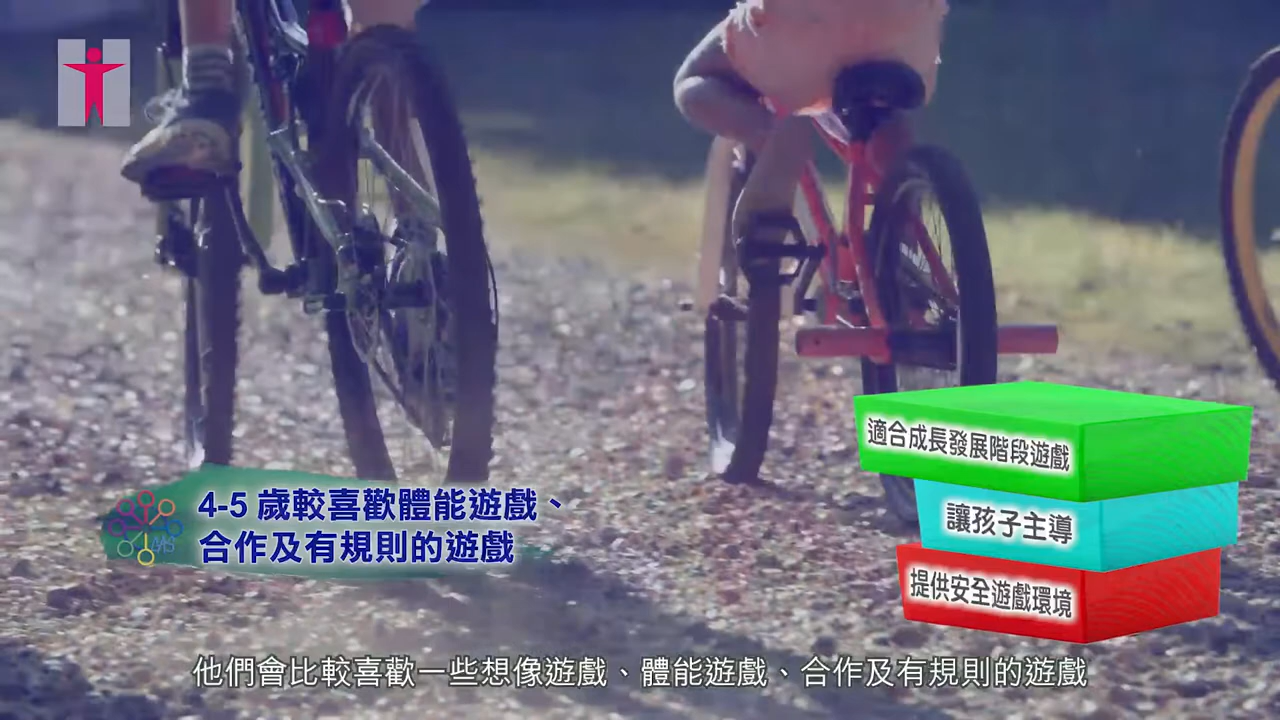 4-5 歲較喜歡體能遊戲、
合作及有規則的遊戲
適合成長發展階段遊戲
讓孩子主導
提供安全遊戲環境
他們會比較喜歡一些想像遊戲、體能遊戲、合作及有規則的遊戲